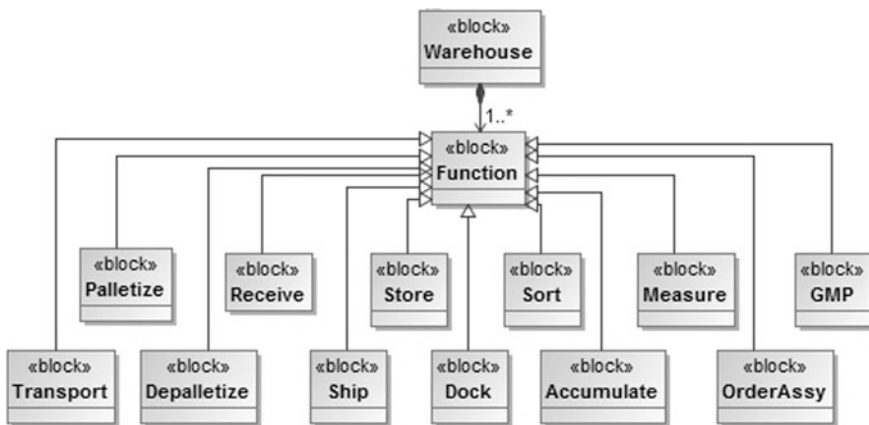 «block»
Warehouse
1..*
«block»
Function
«block»
Palletize
«block»
Receive
«block»
Store
«block»
Sort
«block»
Measure
«block»
GMP
«block»
Transport
«block»
Depalletize
«block»
Ship
«block»
Dock
«block»
Accumulate
«block»
OrderAssy